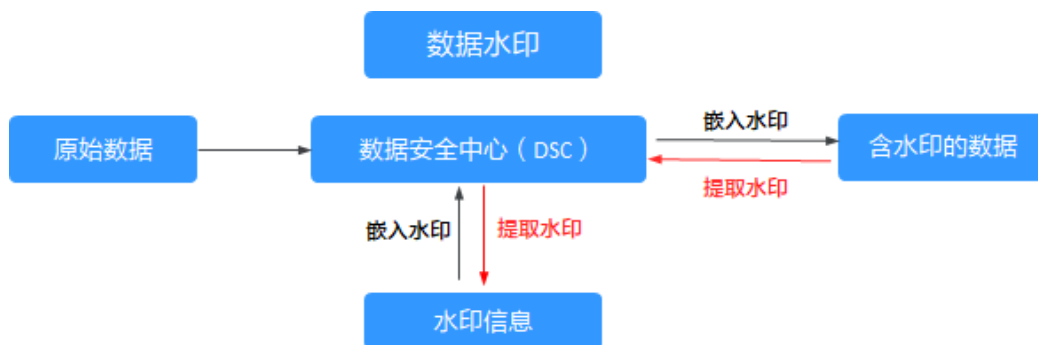 数据水印
原始数据
数据安全中心（DSC）
嵌入水印
提取水印
含水印的数据
嵌入水印
提取水印
水印信息